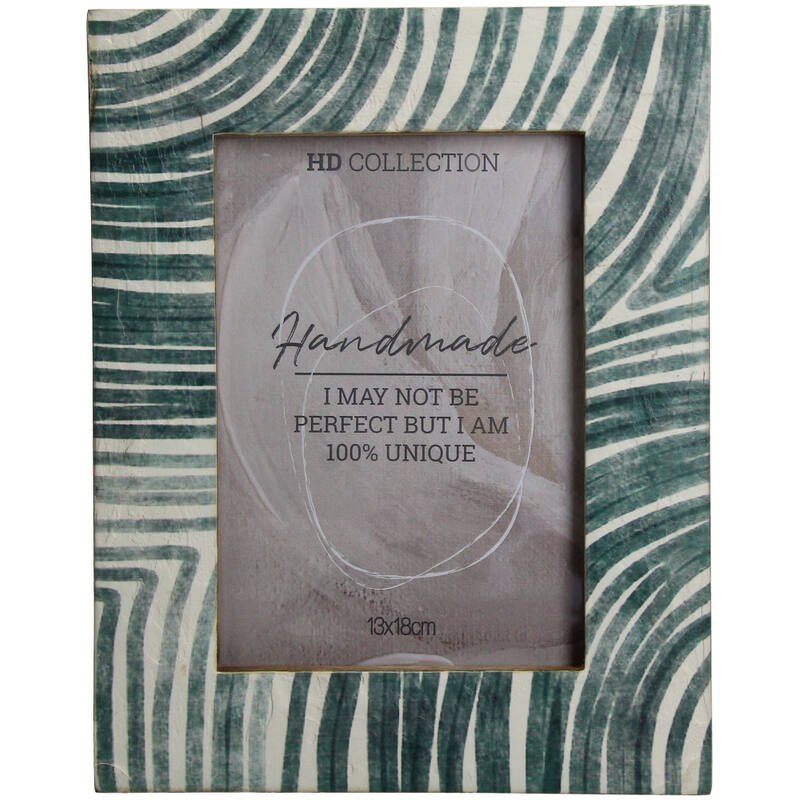 HD COLLECTION
Handmade
I MAY NOT BE
PERFECT BUT I AM
100% UNIQUE
13x18cm